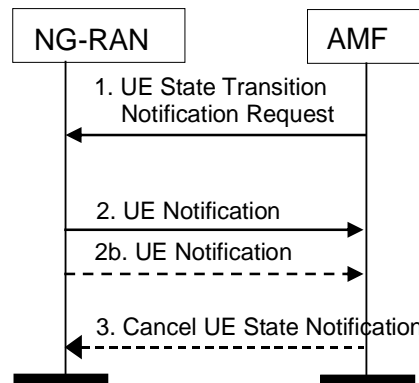 NG-RAN
AMF
1. UE State Transition
Notification Request
2. UE Notification
2b. UE Notification
3. Cancel UE State Notification